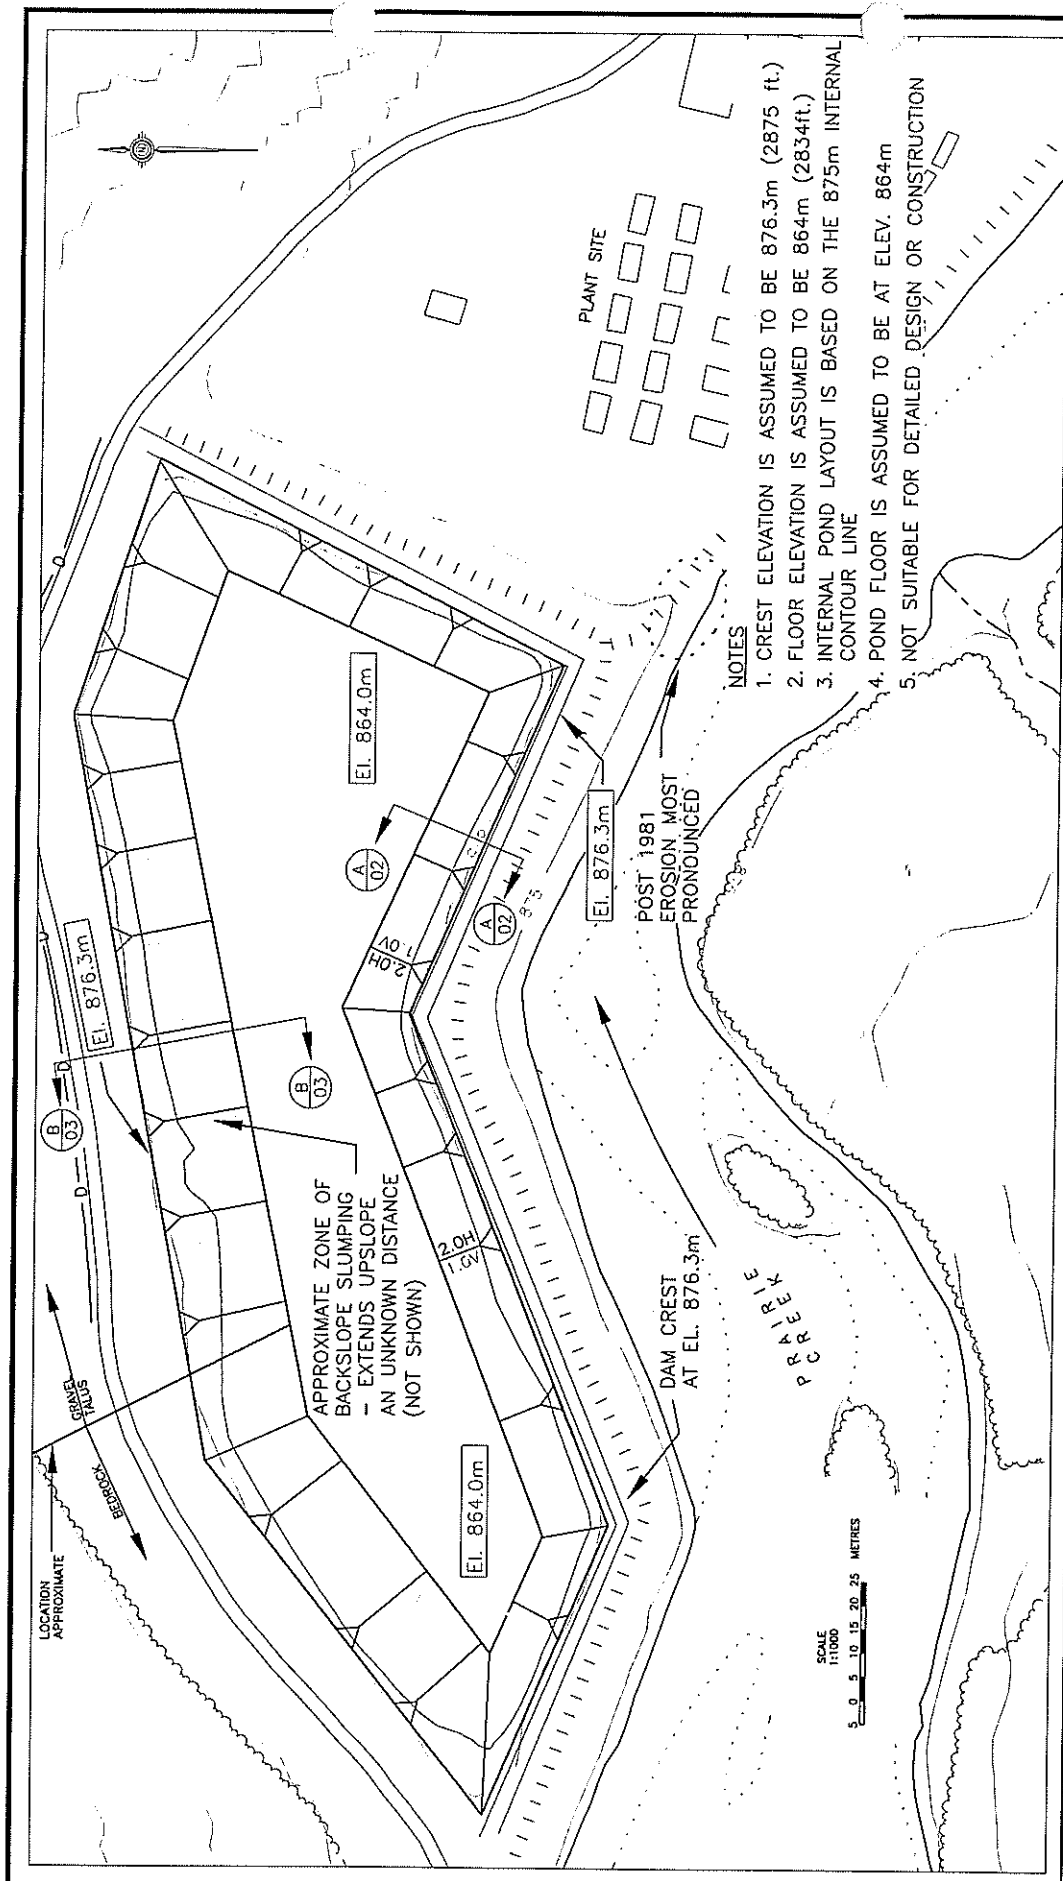 LOCATION
APPROXIMATE
GRAVEL
TALUS
BEDROCK
D
D
D
D
D
B
03
B
03
El. 876.3m
N
El. 864.0m
A
02
A
02
2.0H
1.0V
2.0H
1.0V
875
El. 876.3m
APPROXIMATE ZONE OF
BACKSLOPE SLUMPING
– EXTENDS UPSLOPE
AN UNKNOWN DISTANCE
(NOT SHOWN)
El. 864.0m
DAM CREST
AT EL. 876.3m
PRAIRIE
CREEK
POST 1981
EROSION MOST
PRONOUNCED
PLANT SITE
NOTES
1. CREST ELEVATION IS ASSUMED TO BE 876.3m (2875 ft.)
2. FLOOR ELEVATION IS ASSUMED TO BE 864m (2834ft.)
3. INTERNAL POND LAYOUT IS BASED ON THE 875m INTERNAL
CONTOUR LINE
4. POND FLOOR IS ASSUMED TO BE AT ELEV. 864m
5. NOT SUITABLE FOR DETAILED DESIGN OR CONSTRUCTION
SCALE
1:1000
5 0 5 10 15 20 25 METRES